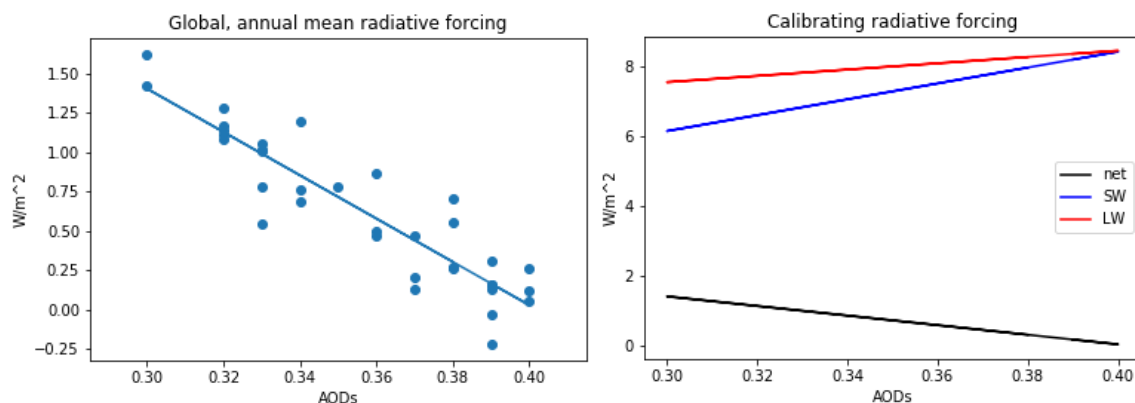 Global, annual mean radiative forcing
W/m^2
1.50
1.25
1.00
0.75
0.50
0.25
0.00
−0.25
0.30 0.32 0.34 0.36 0.38 0.40
AODs
Calibrating radiative forcing
W/m^2
8
6
4
2
0
net
SW
LW
0.30 0.32 0.34 0.36 0.38 0.40
AODs